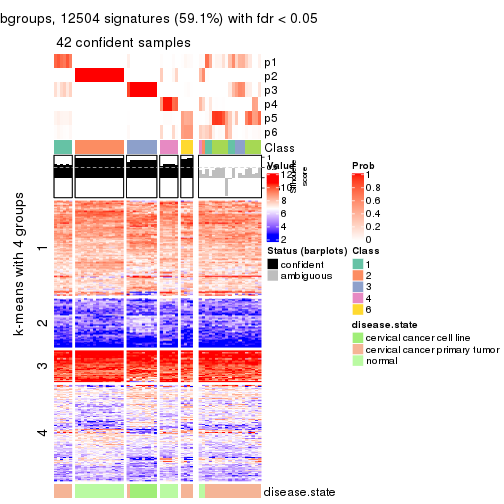 bgroups, 12504 signatures (59.1%) with fdr < 0.05
42 confident samples
p1
p2
p3
p4
p5
p6
Class
1
Silhouette
score
Value
12
10
8
6
4
2
Prob
1
0.8
0.6
0.4
0.2
0
Status (barplots)
confident
ambiguous
Class
1
2
3
4
6
disease.state
cervical cancer cell line
cervical cancer primary tumor
normal
k-means with 4 groups
1
2
3
4
disease.state